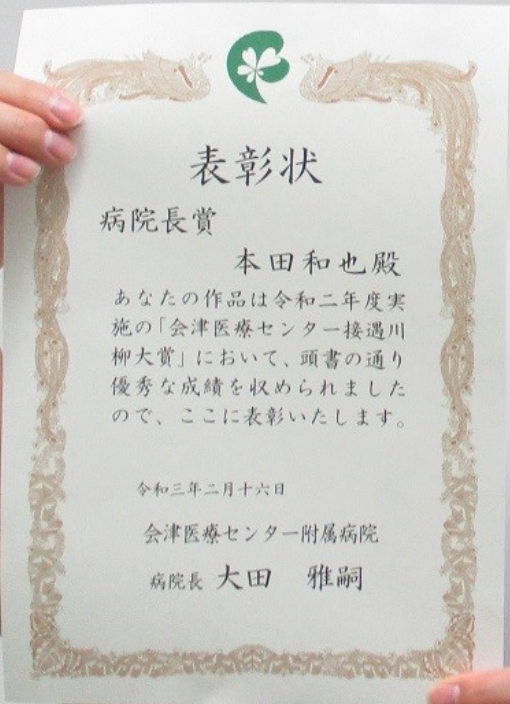 表彰状
病院長賞
本田和也殿
あなたの作品は令和二年度実
施の「会津医療センター接遇川
柳大賞」において、頭書の通り
優秀な成績を収められました
ので、ここに表彰いたします。
令和三年二月十六日
会津医療センター附属病院
病院長 大田 雅嗣